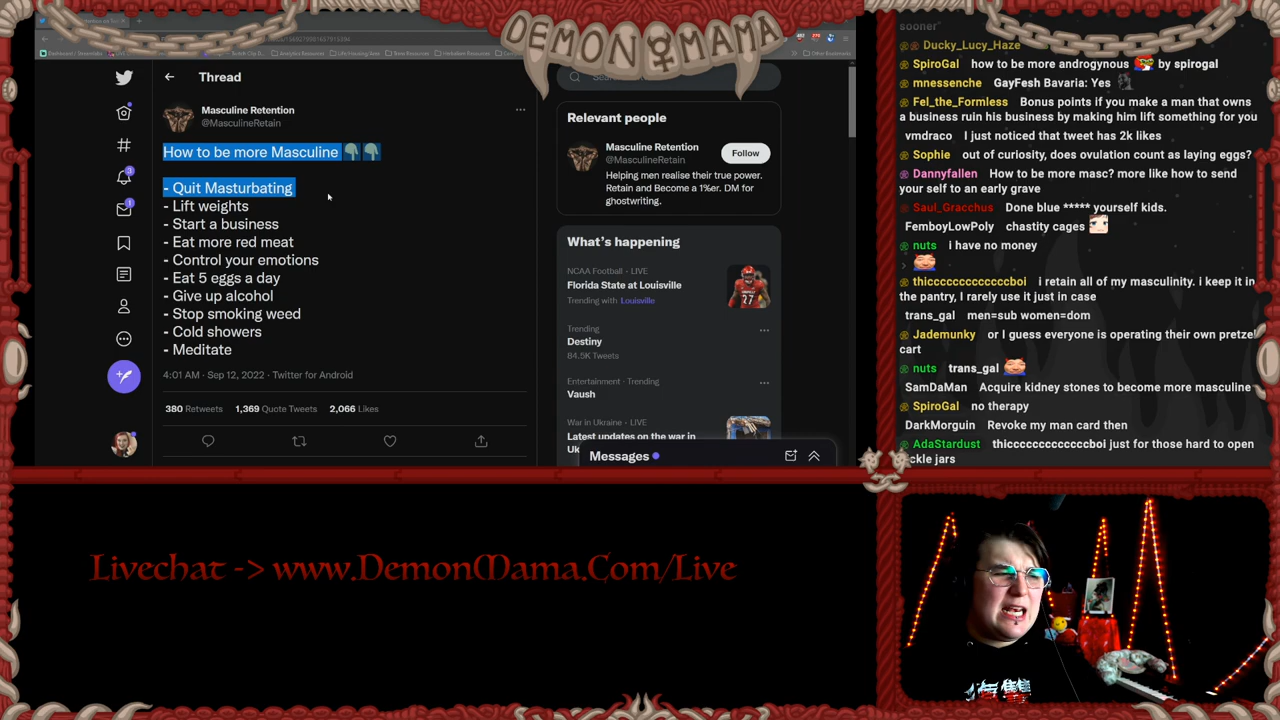 DEMON MAMA
Other Bookmarks
Thread
Masculine Retention
@MasculineRetain
How to be more Masculine
- Quit Masturbating
- Lift weights
- Start a business
- Eat more red meat
- Control your emotions
- Eat 5 eggs a day
- Give up alcohol
- Stop smoking weed
- Cold showers
- Meditate
4:01 AM · Sep 12, 2022 · Twitter for Android
380 Retweets 1,369 Quote Tweets 2,066 Likes
Relevant people
Masculine Retention
@MasculineRetain
Follow
Helping men realise their true power.
Retain and Become a 1%er. DM for
ghostwriting.
What's happening
NCAA Football · LIVE
Florida State at Louisville
Trending with Louisville
Trending
Destiny
84.5K Tweets
Entertainment · Trending
Vaush
War in Ukraine · LIVE
Latest updates on the war in
Messages
sooner
Ducky_Lucy_Haze
SpiroGal how to be more androgynous by spirogal
mnessenche GayFesh Bavaria: Yes
Fel_the_Formless Bonus points if you make a man that owns
a business ruin his business by making him lift something for you
vmdraco I just noticed that tweet has 2k likes
Sophie out of curiosity, does ovulation count as laying eggs?
Dannyfallen How to be more masc? more like how to send
your self to an early grave
Saul_Gracchus Done blue ***** yourself kids.
FemboyLowPoly chastity cages
nuts i have no money
thicccccccccccccboi i retain all of my masculinity. i keep it in
the pantry, I rarely use it just in case
trans_gal men=sub women=dom
Jademunky or I guess everyone is operating their own pretzel
cart
nuts trans_gal
SamDaMan Acquire kidney stones to become more masculine
SpiroGal no therapy
DarkMorguin Revoke my man card then
AdaStardust thicccccccccccccboi just for those hard to open
ckle jars
Livechat -> www.DemonMama.Com/Live